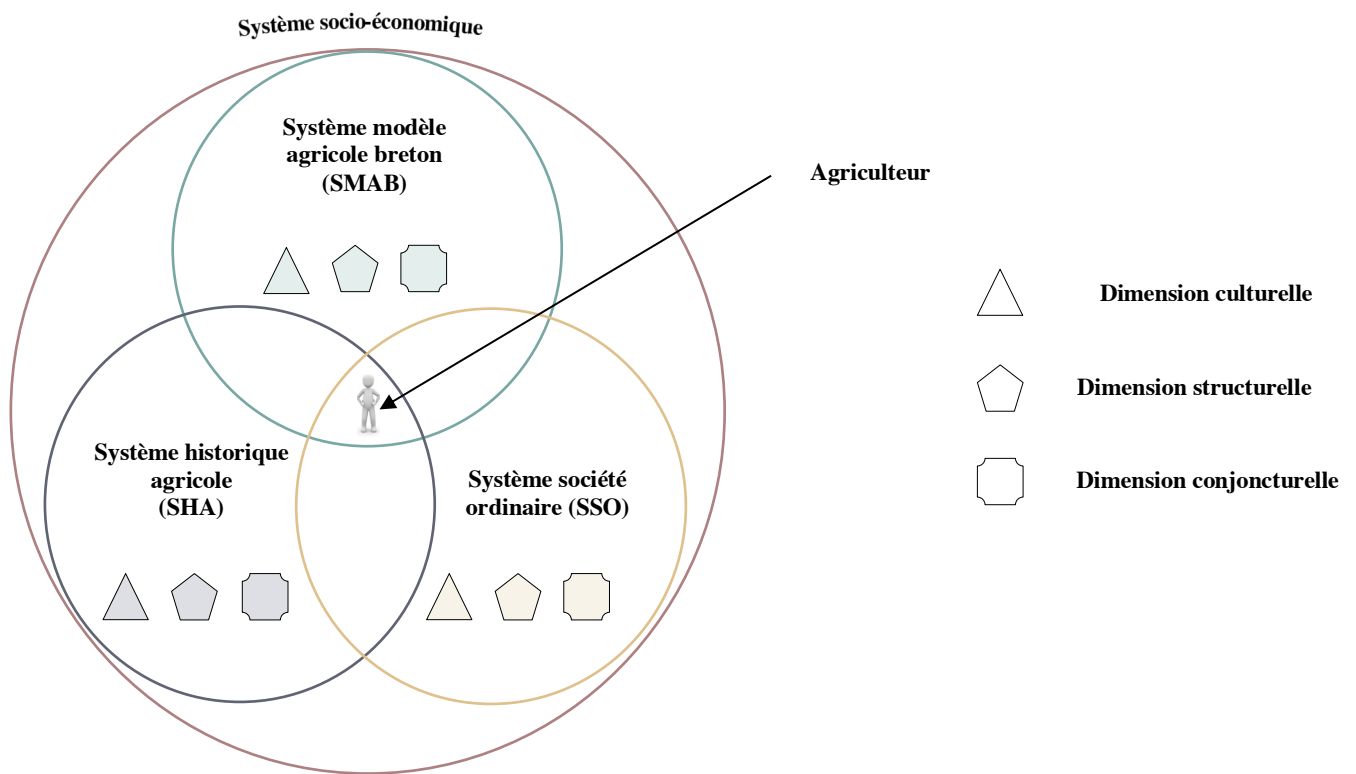 Système socio-économique
Système modèle
agricole breton
(SMAB)
Agriculteur
Système historique
agricole
(SHA)
Système société
ordinaire (SSO)
Dimension culturelle
Dimension structurelle
Dimension conjoncturelle